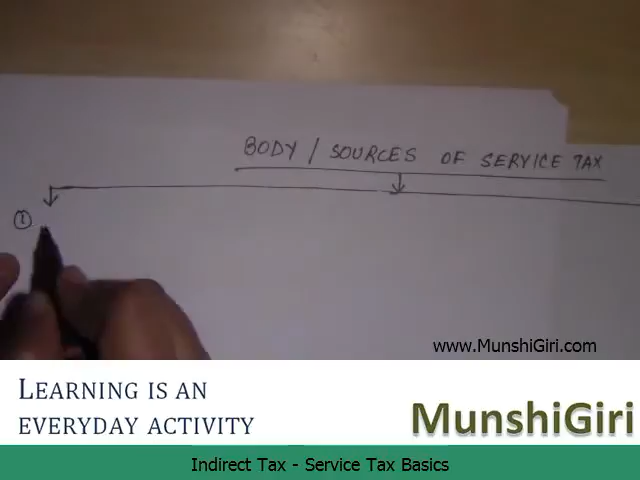 BODY / SOURCES OF SERVICE TAX
①
www.MunshiGiri.com
LEARNING IS AN
EVERYDAY ACTIVITY
MunshiGiri
Indirect Tax - Service Tax Basics